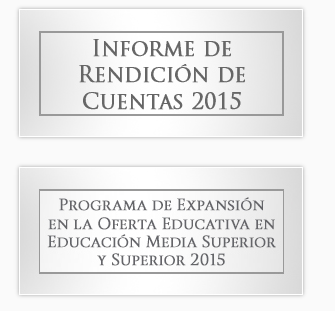 Informe de
Rendición de
Cuentas 2015
Programa de Expansión
en la Oferta Educativa en
Educación Media Superior
y Superior 2015